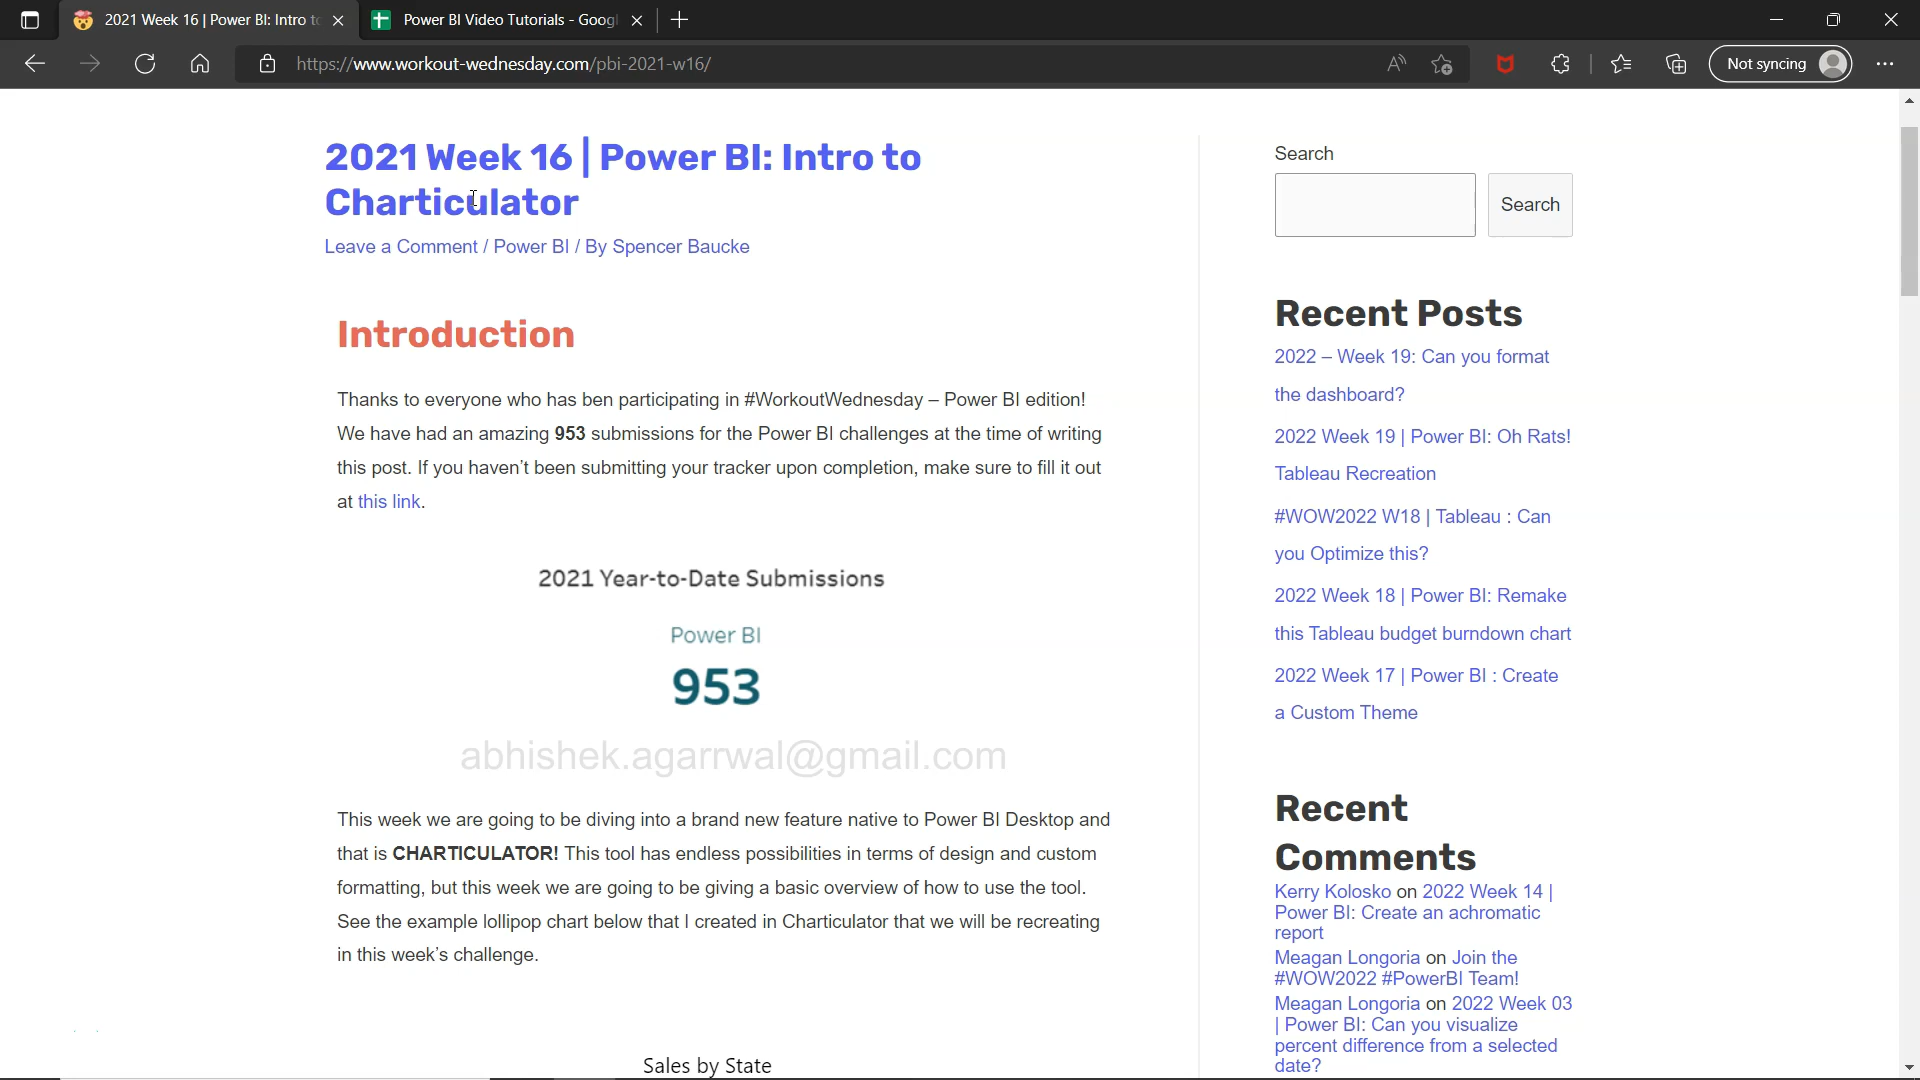 2021 Week 16 | Power BI: Intro to
Power BI Video Tutorials - Googl
https://www.workout-wednesday.com/pbi-2021-w16/
Not syncing
2021 Week 16 | Power BI: Intro to
Charticulator
Leave a Comment / Power BI / By Spencer Baucke
Introduction
Thanks to everyone who has ben participating in #WorkoutWednesday – Power BI edition!
We have had an amazing 953 submissions for the Power BI challenges at the time of writing
this post. If you haven't been submitting your tracker upon completion, make sure to fill it out
at this link.
2021 Year-to-Date Submissions
Power BI
953
abhishek.agarrwal@gmail.com
This week we are going to be diving into a brand new feature native to Power BI Desktop and
that is CHARTICULATOR! This tool has endless possibilities in terms of design and custom
formatting, but this week we are going to be giving a basic overview of how to use the tool.
See the example lollipop chart below that I created in Charticulator that we will be recreating
in this week's challenge.
Sales by State
Search
Search
Recent Posts
2022 – Week 19: Can you format
the dashboard?
2022 Week 19 | Power BI: Oh Rats!
Tableau Recreation
#WOW2022 W18 | Tableau : Can
you Optimize this?
2022 Week 18 | Power BI: Remake
this Tableau budget burndown chart
2022 Week 17 | Power BI : Create
a Custom Theme
Recent
Comments
Kerry Kolosko on 2022 Week 14 |
Power BI: Create an achromatic
report
Meagan Longoria on Join the
#WOW2022 #PowerBI Team!
Meagan Longoria on 2022 Week 03
| Power BI: Can you visualize
percent difference from a selected
date?